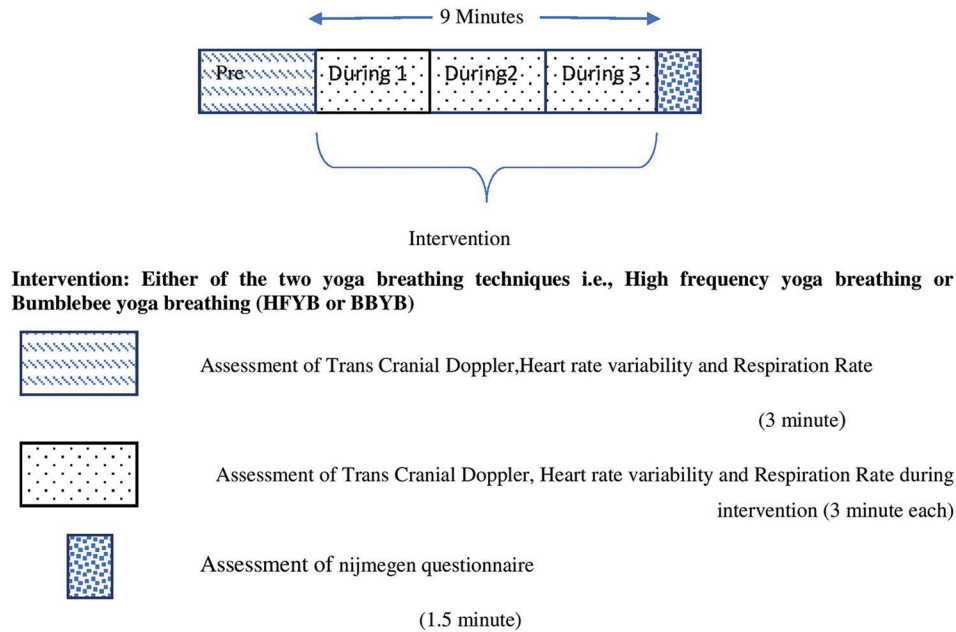 9 Minutes
Pre During 1 During2 During 3
Intervention
Intervention: Either of the two yoga breathing techniques i.e., High frequency yoga breathing or
Bumblebee yoga breathing (HFYB or BBYB)
Assessment of Trans Cranial Doppler,Heart rate variability and Respiration Rate
(3 minute)
Assessment of Trans Cranial Doppler, Heart rate variability and Respiration Rate during
intervention (3 minute each)
Assessment of nijmegen questionnaire
(1.5 minute)